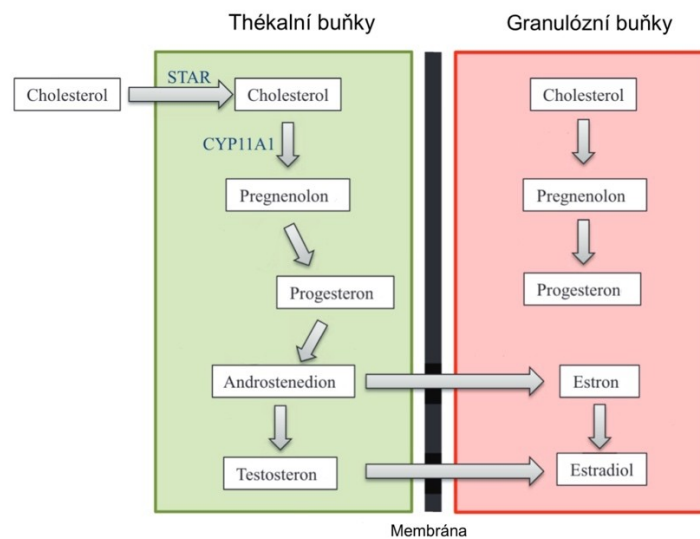 Thékalní buňky
Granulózní buňky
STAR
Cholesterol
Cholesterol
Cholesterol
CYP11A1
Pregnenolon
Pregnenolon
Progesteron
Progesteron
Androstenedion
Estron
Testosteron
Estradiol
Membrána